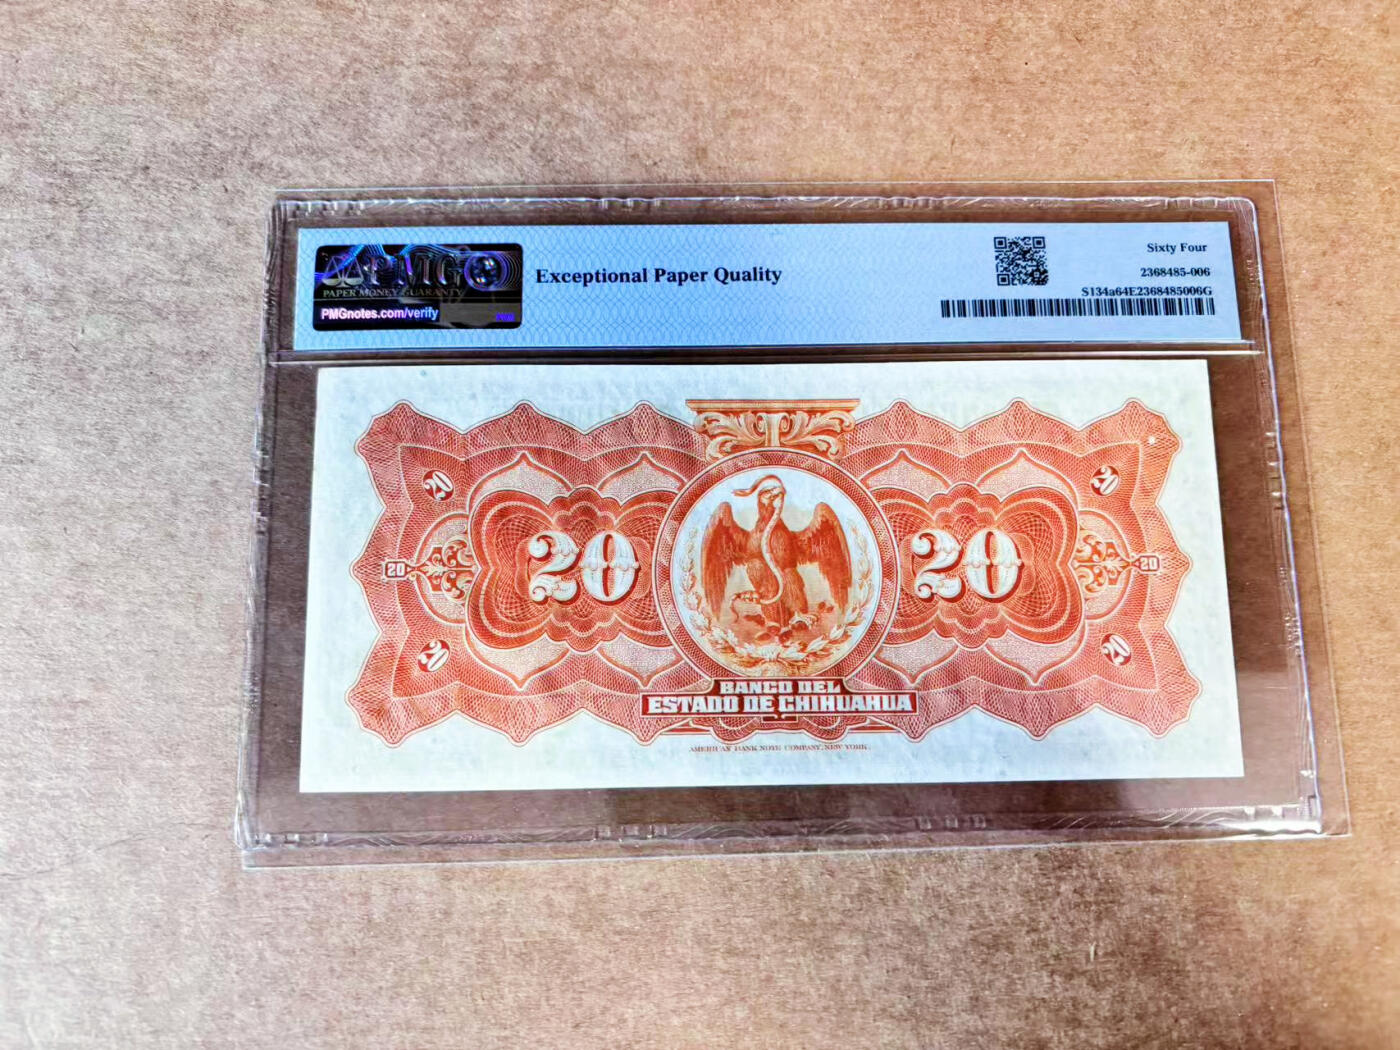 PMG
PAPER MONEY GUARANTY
PMGnotes.com/verify
Exceptional Paper Quality
Sixty Four
2368485-006
S134a64E2368485006G
20
20
20
20
20
20
20
20
BANCO DEL
ESTADO DE CHIHUAHUA
AMERICAN BANK NOTE COMPANY, NEW YORK.